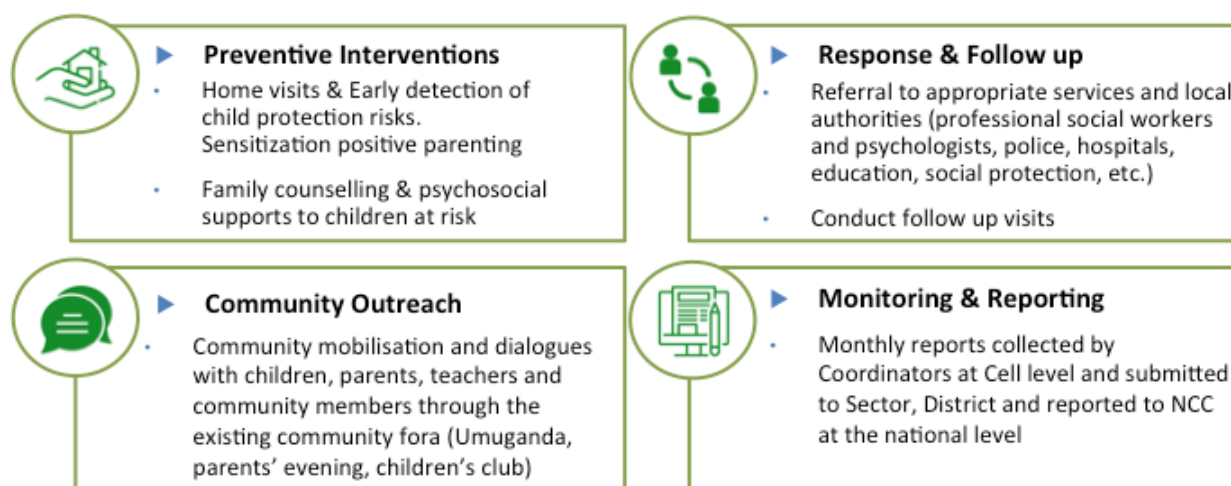 Preventive Interventions
Home visits & Early detection of
child protection risks.
Sensitization positive parenting
Family counselling & psychosocial
supports to children at risk
Response & Follow up
Referral to appropriate services and local
authorities (professional social workers
and psychologists, police, hospitals,
education, social protection, etc.)
Conduct follow up visits
Community Outreach
Community mobilisation and dialogues
with children, parents, teachers and
community members through the
existing community fora (Umuganda,
parents’ evening, children’s club)
Monitoring & Reporting
Monthly reports collected by
Coordinators at Cell level and submitted
to Sector, District and reported to NCC
at the national level